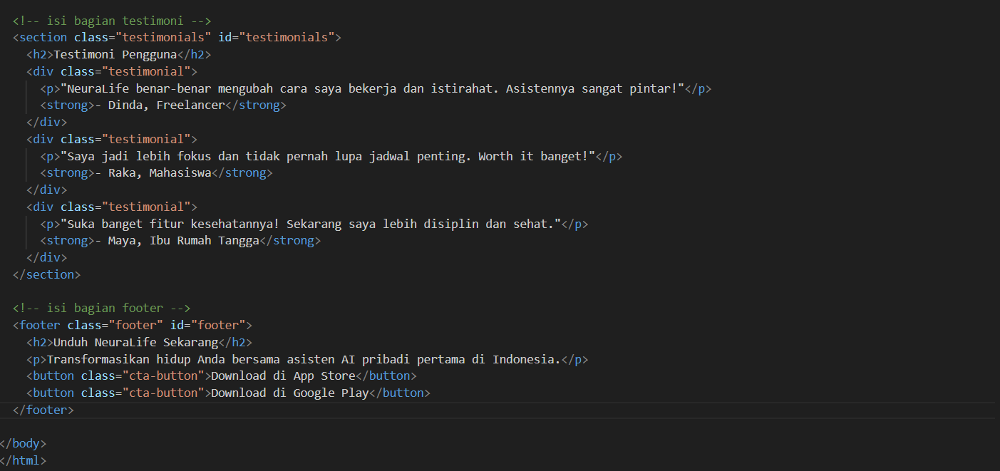 <!-- isi bagian testimoni -->
<section class="testimonials" id="testimonials">
<h2>Testimoni Pengguna</h2>
<div class="testimonial">
<p>"NeuraLife benar-benar mengubah cara saya bekerja dan istirahat. Asistennya sangat pintar!"</p>
<strong>- Dinda, Freelancer</strong>
</div>
<div class="testimonial">
<p>"Saya jadi lebih fokus dan tidak pernah lupa jadwal penting. Worth it banget!"</p>
<strong>- Raka, Mahasiswa</strong>
</div>
<div class="testimonial">
<p>"Suka banget fitur kesehatannya! Sekarang saya lebih disiplin dan sehat."</p>
<strong>- Maya, Ibu Rumah Tangga</strong>
</div>
</section>
<!-- isi bagian footer -->
<footer class="footer" id="footer">
<h2>Unduh NeuraLife Sekarang</h2>
<p>Transformasikan hidup Anda bersama asisten AI pribadi pertama di Indonesia.</p>
<button class="cta-button">Download di App Store</button>
<button class="cta-button">Download di Google Play</button>
</footer>
</body>
</html>